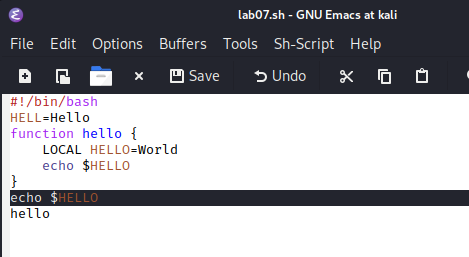 lab07.sh - GNU Emacs at kali
File Edit Options Buffers Tools Sh-Script Help
Save Undo
#!/bin/bash
HELL=Hello
function hello {
    LOCAL HELLO=World
    echo $HELLO
}
echo $HELLO
hello